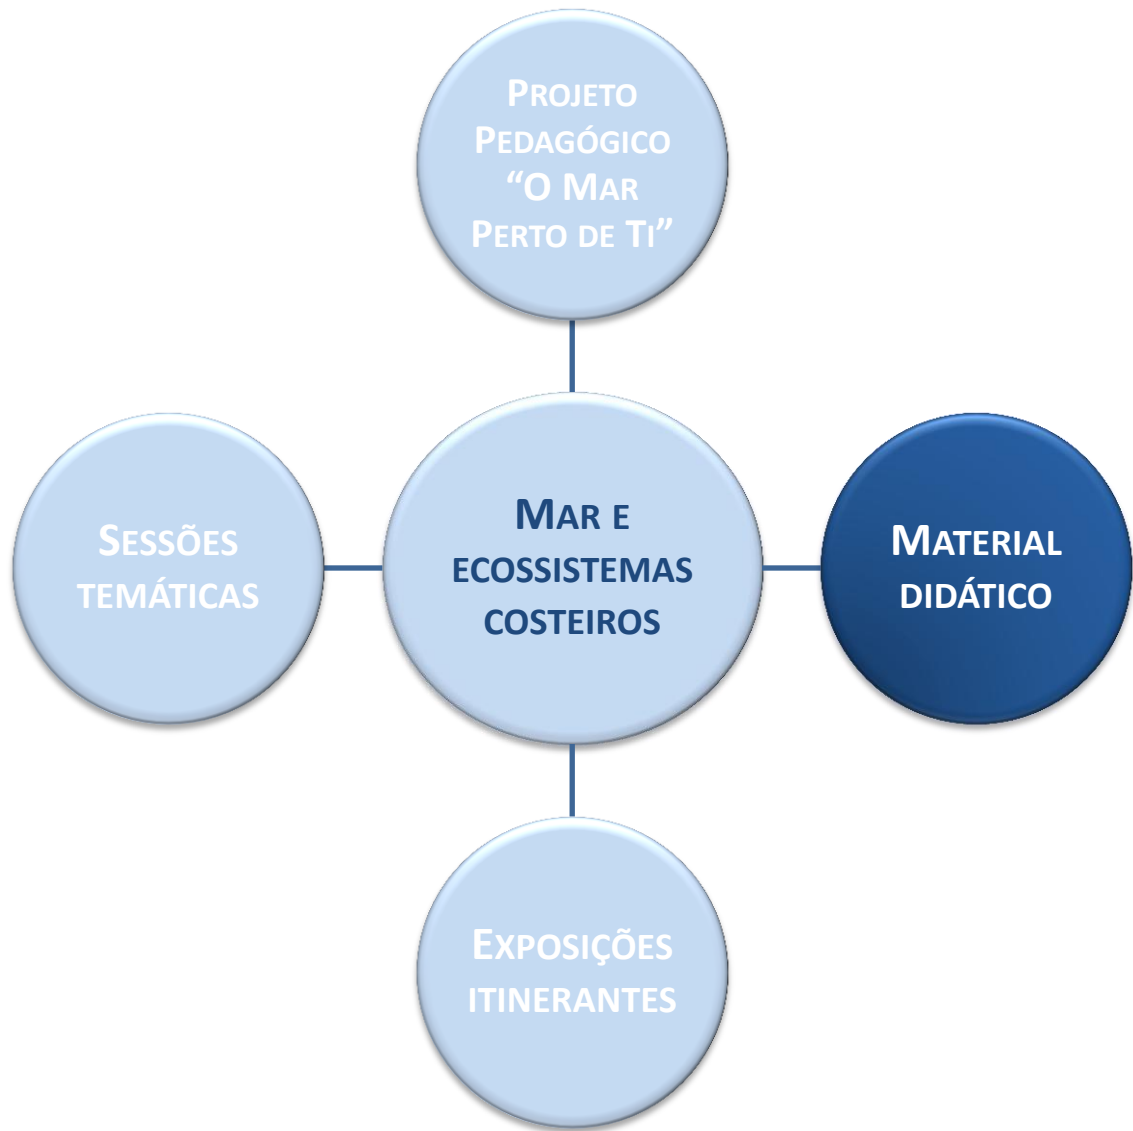 PROJETO
PEDAGÓGICO
“O MAR
PERTO DE TI”
SESSÕES
TEMÁTICAS
MAR E
ECOSSISTEMAS
COSTEIROS
MATERIAL
DIDÁTICO
EXPOSIÇÕES
ITINERANTES